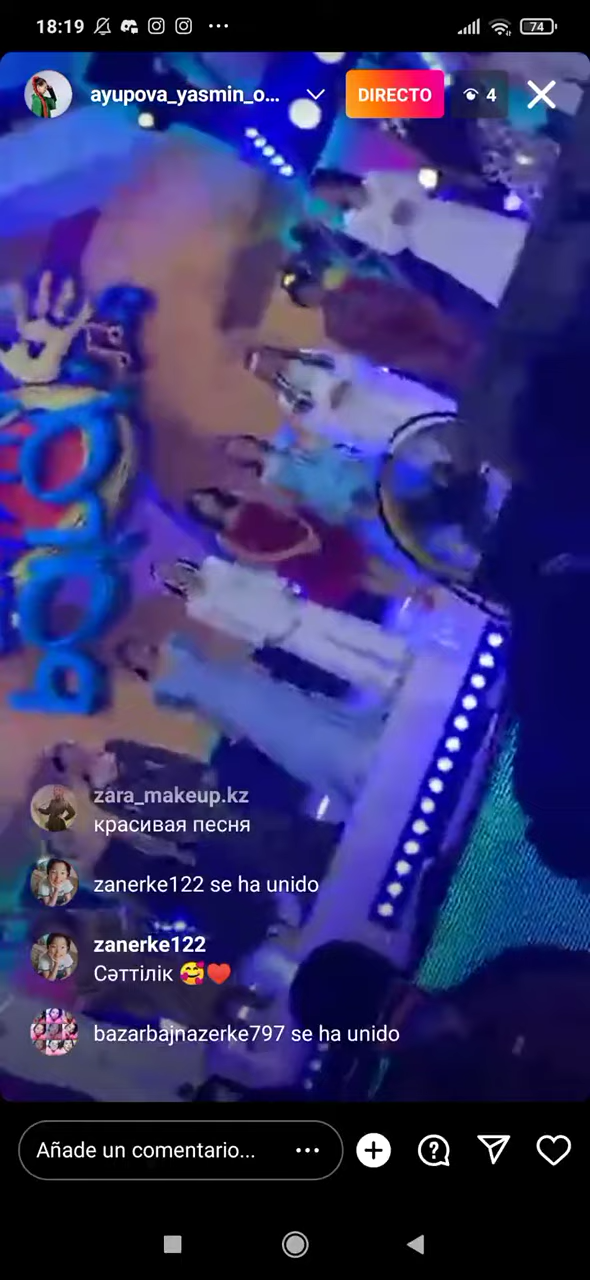 18:19
74
ayupova_yasmin_o...
DIRECTO
4
zara_makeup.kz
красивая песня
zanerke122 se ha unido
zanerke122
Сәттілік 🥰♥️
bazarbajnazerke797 se ha unido
Añade un comentario...